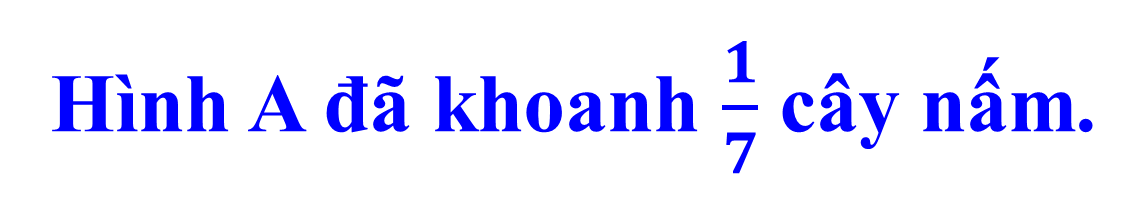 Hình A đã khoanh 1/7 cây nấm.